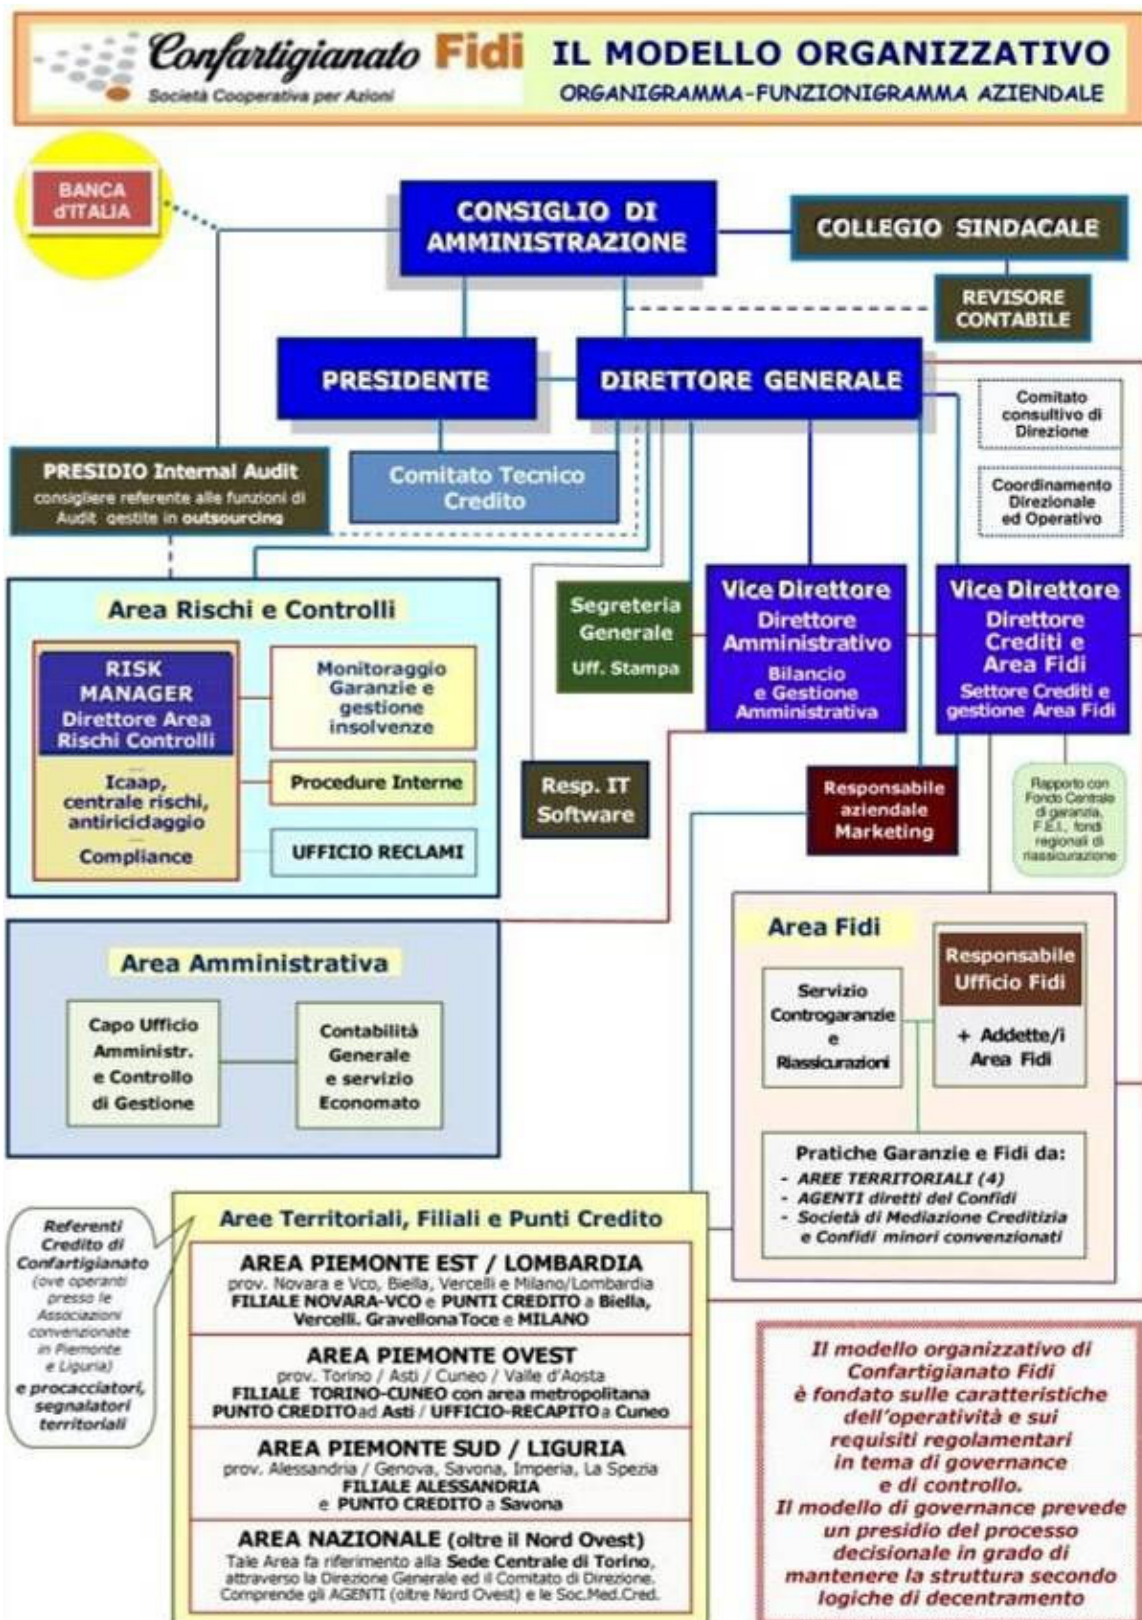 Confartigianato Fidi
Società Cooperativa per Azioni
IL MODELLO ORGANIZZATIVO
ORGANIGRAMMA-FUNZIONIGRAMMA AZIENDALE
BANCA
d'ITALIA
CONSIGLIO DI
AMMINISTRAZIONE
COLLEGIO SINDACALE
REVISORE
CONTABILE
PRESIDENTE
DIRETTORE GENERALE
Comitato
consultivo di
Direzione
PRESIDIO Internal Audit
consigliere referente alle funzioni di
Audit gestite in outsourcing
Comitato Tecnico
Credito
Coordinamento
Direzionale
ed Operativo
Area Rischi e Controlli
RISK
MANAGER
Direttore Area
Rischi Controlli
....
Icaap,
centrale rischi,
antiriciclaggio
....
Compliance
Monitoraggio
Garanzie e
gestione
insolvenze
Procedure Interne
UFFICIO RECLAMI
Segreteria
Generale
Uff. Stampa
Vice Direttore
Direttore
Amministrativo
Bilancio
e Gestione
Amministrativa
Vice Direttore
Direttore
Crediti e
Area Fidi
Settore Crediti e
gestione Area Fidi
Resp. IT
Software
Responsabile
aziendale
Marketing
Rapporto con
Fondo Centrale
di garanzia,
F.E.I., fondi
regionali di
riassicurazione
Area Amministrativa
Capo Ufficio
Amministr.
e Controllo
di Gestione
Contabilità
Generale
e servizio
Economato
Area Fidi
Servizio
Controgaranzie
e
Riassicurazioni
Responsabile
Ufficio Fidi
+ Addette/i
Area Fidi
Pratiche Garanzie e Fidi da:
- AREE TERRITORIALI (4)
- AGENTI diretti del Confidi
- Società di Mediazione Creditizia
e Confidi minori convenzionati
Referenti
Credito di
Confartigianato
(ove operanti
presso le
Associazioni
convenzionate
in Piemonte
e Liguria)
e procacciatori,
segnalatori
territoriali
Aree Territoriali, Filiali e Punti Credito
AREA PIEMONTE EST / LOMBARDIA
prov. Novara e Vco, Biella, Vercelli e Milano/Lombardia
FILIALE NOVARA-VCO e PUNTI CREDITO a Biella,
Vercelli. Gravellona Toce e MILANO
AREA PIEMONTE OVEST
prov. Torino / Asti / Cuneo / Valle d'Aosta
FILIALE TORINO-CUNEO con area metropolitana
PUNTO CREDITO ad Asti / UFFICIO-RECAPITO a Cuneo
AREA PIEMONTE SUD / LIGURIA
prov. Alessandria / Genova, Savona, Imperia, La Spezia
FILIALE ALESSANDRIA
e PUNTO CREDITO a Savona
AREA NAZIONALE (oltre il Nord Ovest)
Tale Area fa riferimento alla Sede Centrale di Torino,
attraverso la Direzione Generale ed il Comitato di Direzione.
Comprende gli AGENTI (oltre Nord Ovest) e le Soc.Med.Cred.
Il modello organizzativo di
Confartigianato Fidi
è fondato sulle caratteristiche
dell'operatività e sui
requisiti regolamentari
in tema di governance
e di controllo.
Il modello di governance prevede
un presidio del processo
decisionale in grado di
mantenere la struttura secondo
logiche di decentramento